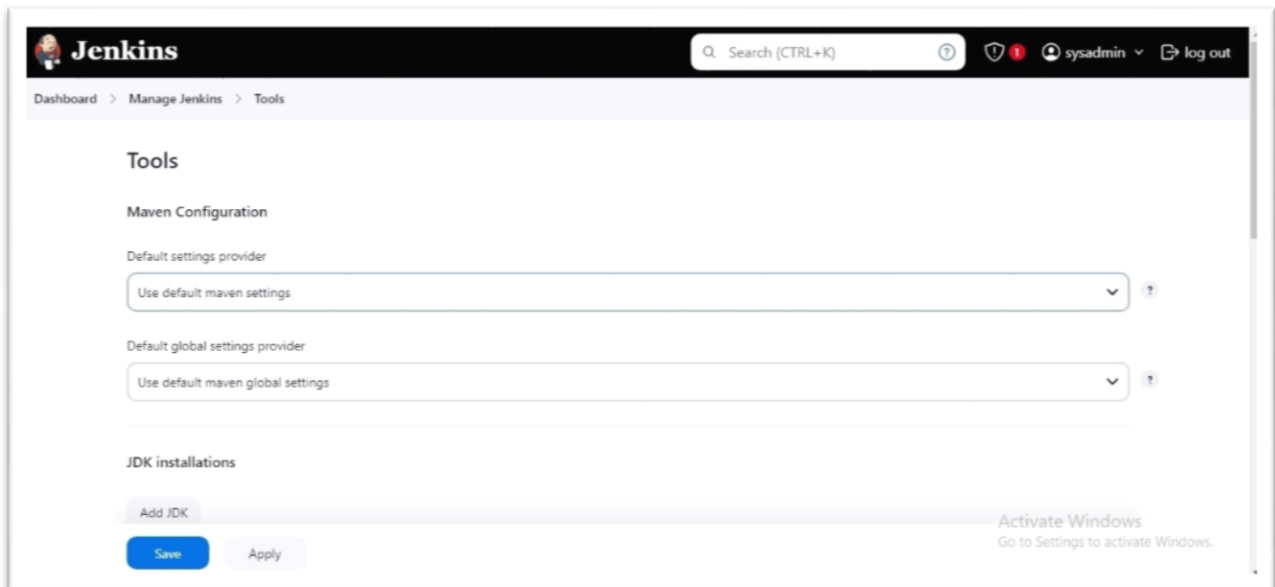 Jenkins
Search (CTRL+K) ? 1 sysadmin log out
Dashboard > Manage Jenkins > Tools
Tools
Maven Configuration
Default settings provider
Use default maven settings ?
Default global settings provider
Use default maven global settings ?
JDK installations
Add JDK
Save Apply
Activate Windows
Go to Settings to activate Windows.